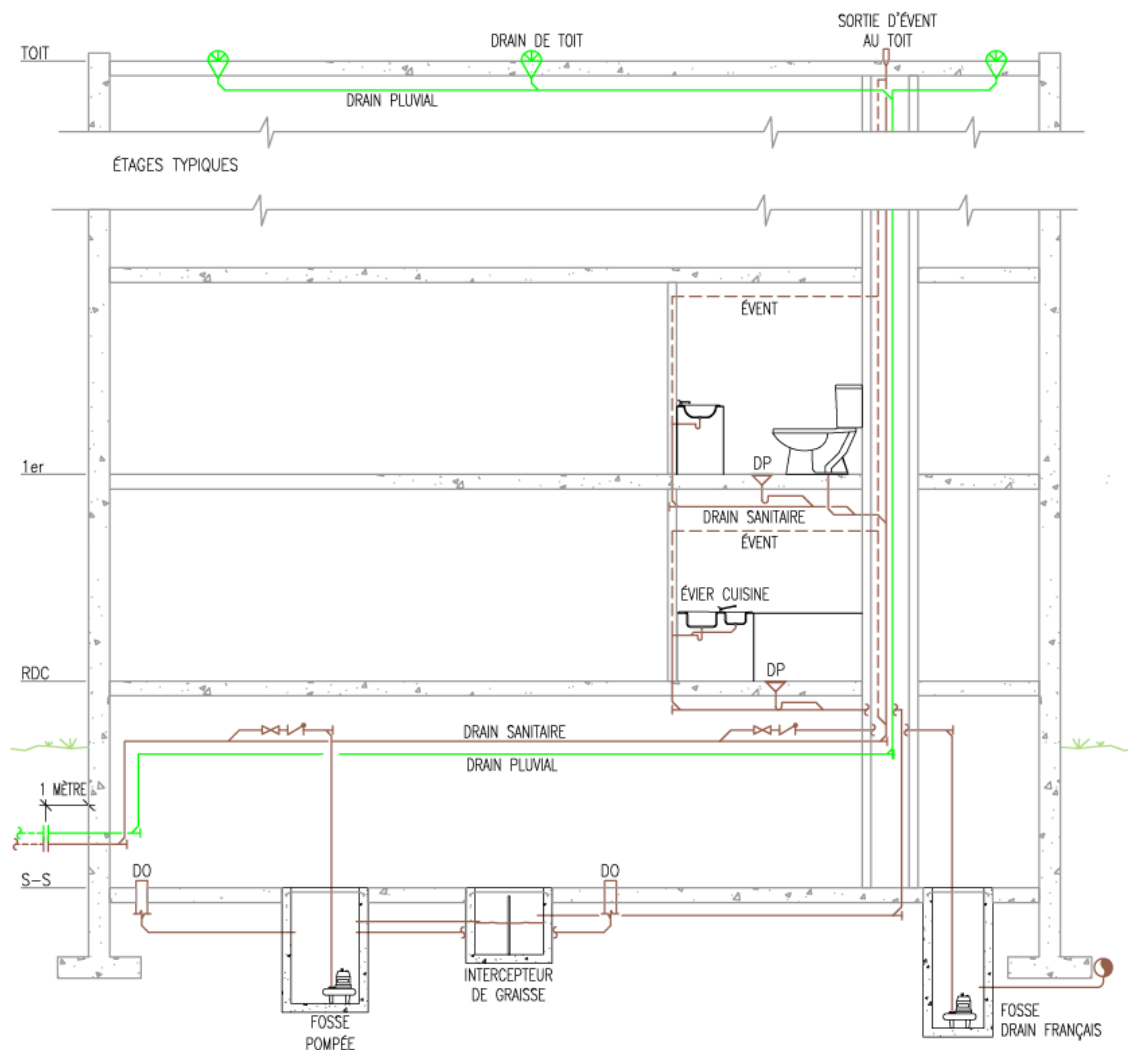 SORTIE D'ÉVENT
AU TOIT
DRAIN DE TOIT
TOIT
DRAIN PLUVIAL
ÉTAGES TYPIQUES
ÉVENT
1er
DP
DRAIN SANITAIRE
ÉVENT
ÉVIER CUISINE
RDC
DP
DRAIN SANITAIRE
DRAIN PLUVIAL
1 MÈTRE
S-S
DO
DO
INTERCEPTEUR
DE GRAISSE
FOSSE
POMPÉE
FOSSE
DRAIN FRANÇAIS